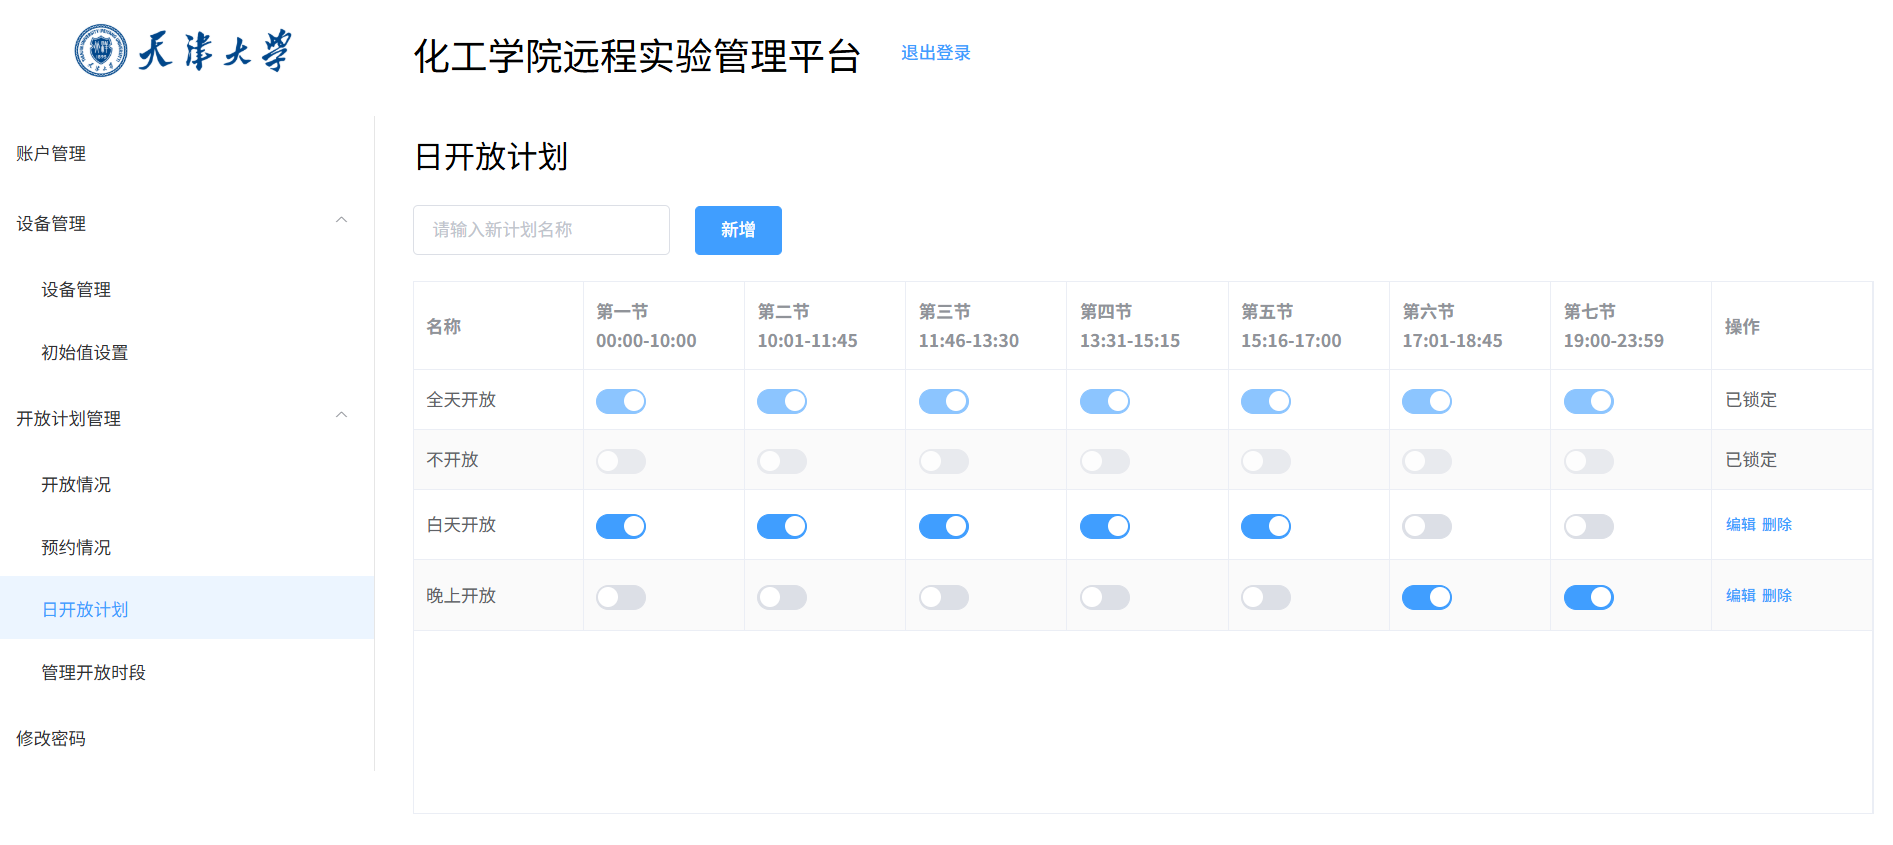 天津大学
化工学院远程实验管理平台
退出登录
账户管理
设备管理
设备管理
初始值设置
开放计划管理
开放情况
预约情况
日开放计划
管理开放时段
修改密码
日开放计划
请输入新计划名称
新增
名称 第一节 第二节 第三节 第四节 第五节 第六节 第七节 操作
00:00-10:00 10:01-11:45 11:46-13:30 13:31-15:15 15:16-17:00 17:01-18:45 19:00-23:59
全天开放 已锁定
不开放 已锁定
白天开放 编辑 删除
晚上开放 编辑 删除